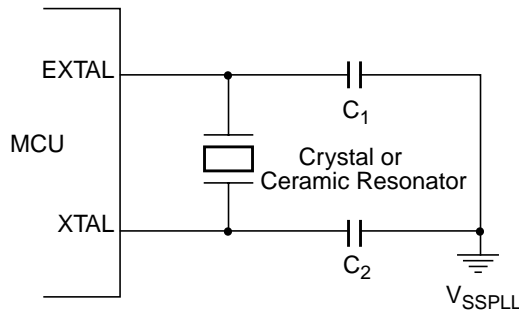 EXTAL
C1
MCU
Crystal or
Ceramic Resonator
XTAL
C2
VSSPLL